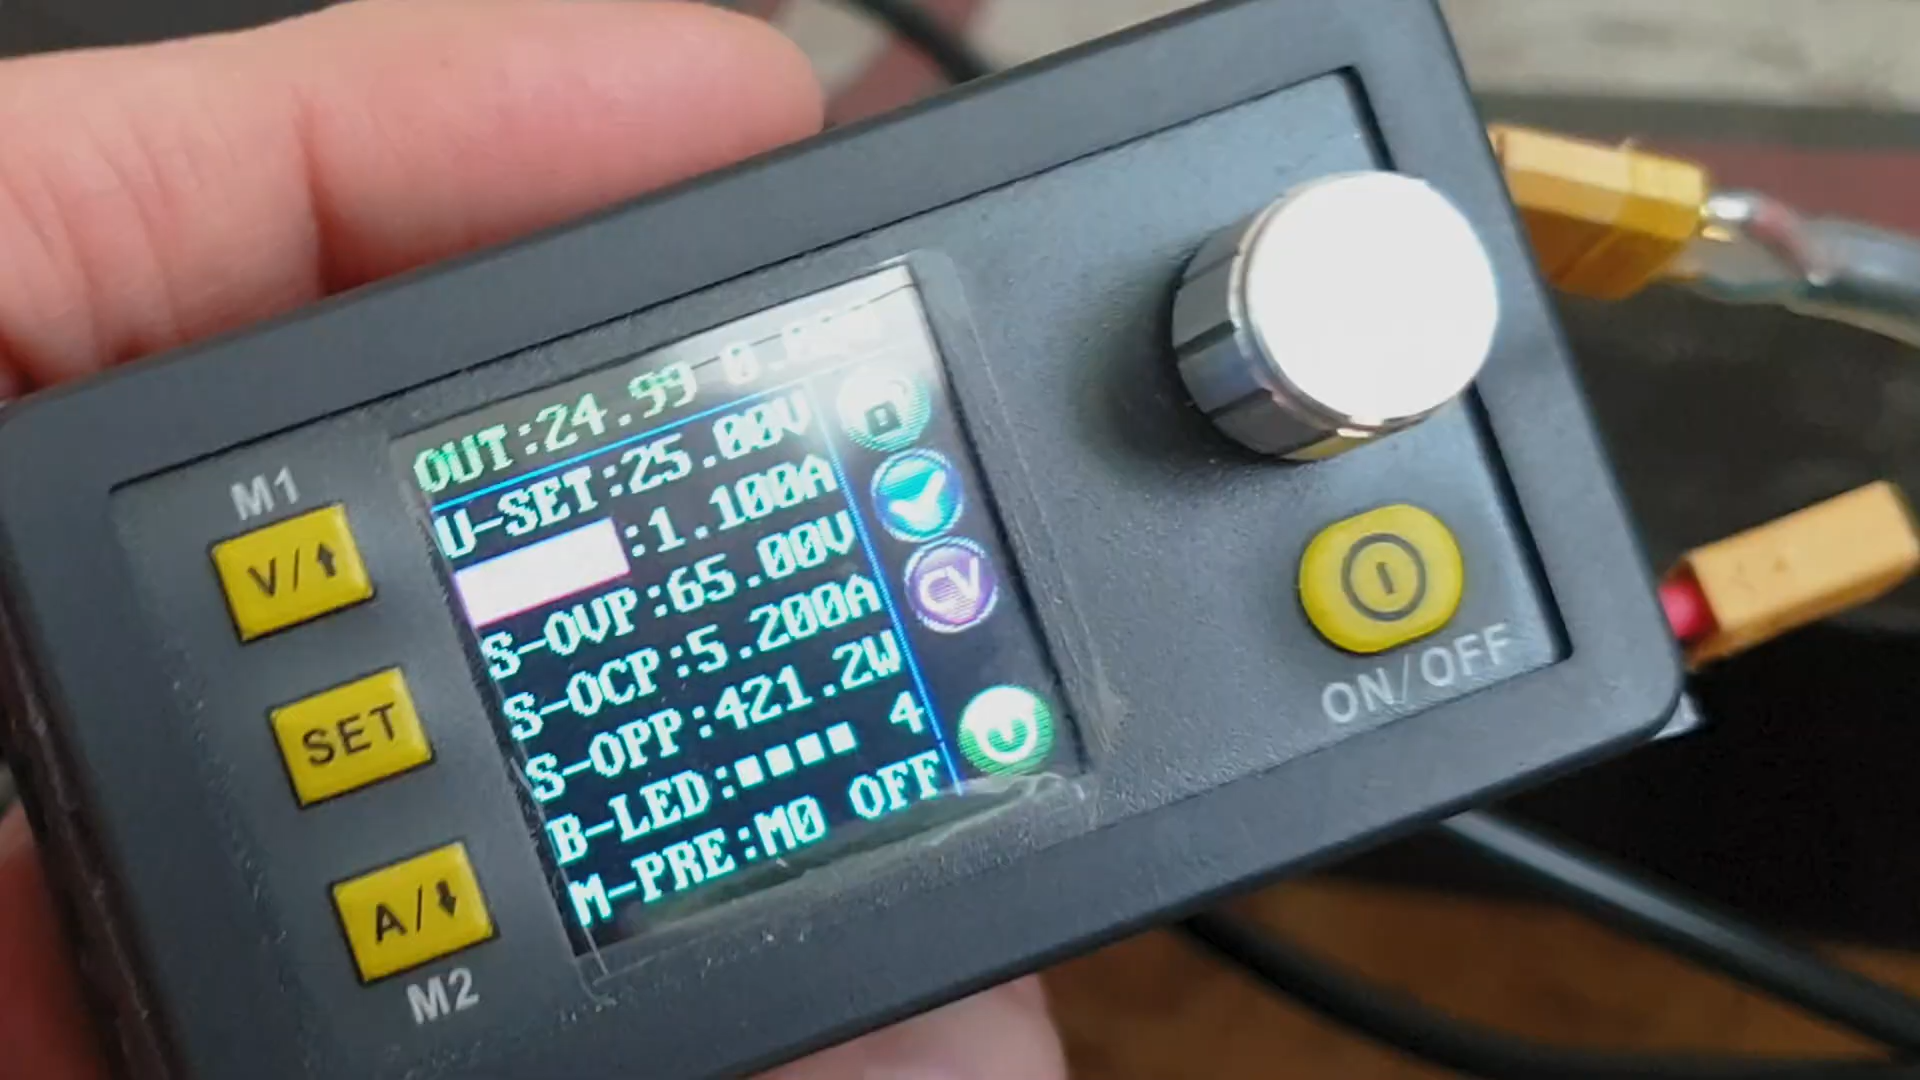 M1
V/⬆
SET
A/⬇
M2
OUT:24.99 0.
U-SET:25.00V
:1.100A
S-OVP:65.00V
S-OCP:5.200A
S-OPP:421.2W
B-LED: 4
M-PRE:M0 OFF
CV
ON/OFF